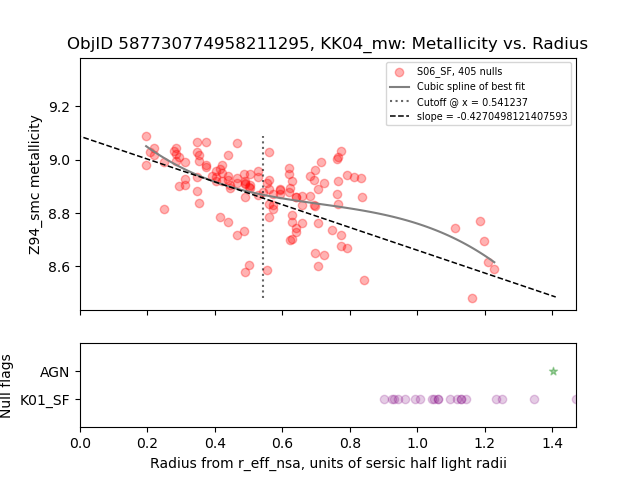 ObjID 587730774958211295, KK04_mw: Metallicity vs. Radius
S06_SF, 405 nulls
Cubic spline of best fit
Cutoff @ x = 0.541237
slope = -0.4270498121407593
Z94_smc metallicity
9.2
9.0
8.8
8.6
Null flags
AGN
K01_SF
0.0 0.2 0.4 0.6 0.8 1.0 1.2 1.4
Radius from r_eff_nsa, units of sersic half light radii